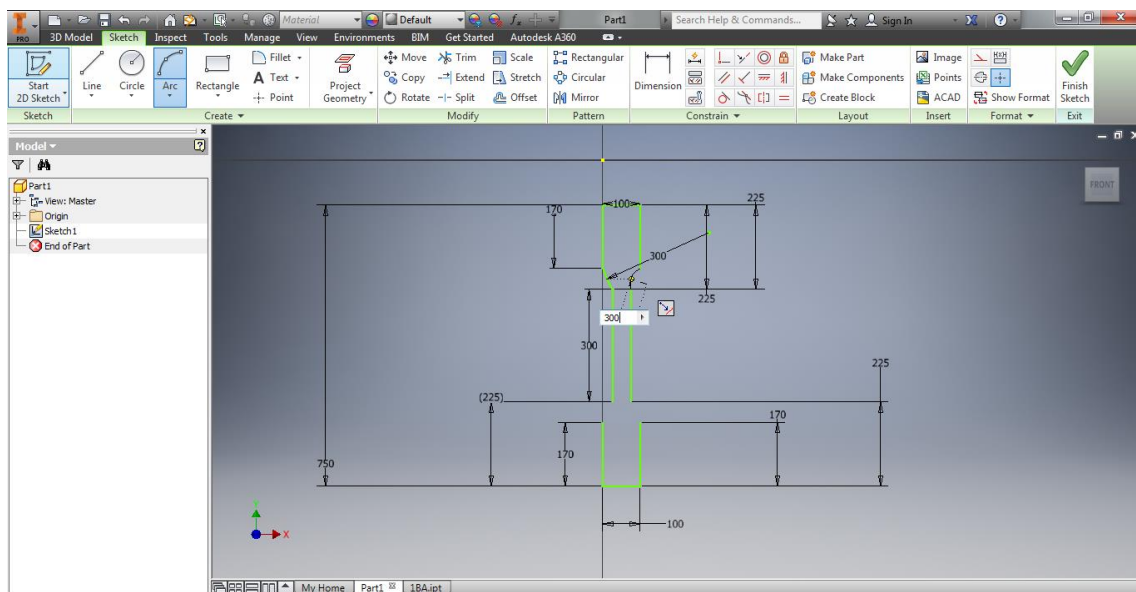 Material
Default
Part1
Search Help & Commands...
Sign In
PRO
3D Model Sketch Inspect Tools Manage View Environments BIM Get Started Autodesk A360
Start 2D Sketch
Line
Circle
Arc
Rectangle
Fillet
Text
Point
Project Geometry
Move
Trim
Scale
Copy
Extend
Stretch
Rotate
Split
Offset
Rectangular
Circular
Mirror
Dimension
Make Part
Make Components
Create Block
Image
Points
ACAD
Show Format
Finish Sketch
Sketch
Create
Modify
Pattern
Constrain
Layout
Insert
Format
Exit
Model
Part1
View: Master
Origin
Sketch1
End of Part
FRONT
170
100
225
300
225
300
300
225
(225)
170
170
750
100
X
My Home
Part1
1BA.ipt